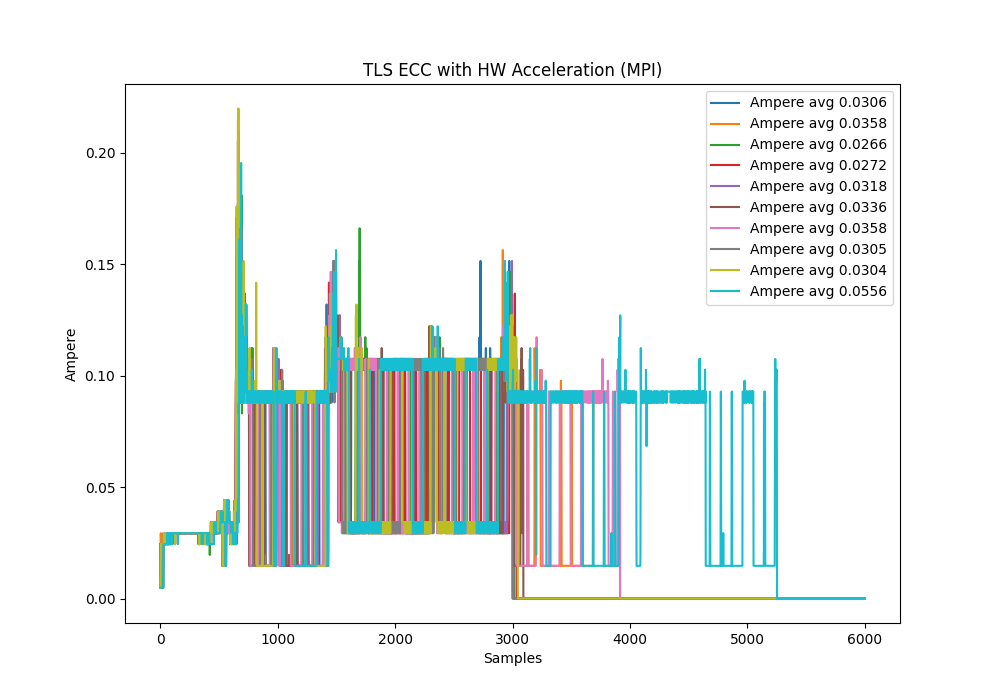 TLS ECC with HW Acceleration (MPI)
Ampere avg 0.0306
Ampere avg 0.0358
Ampere avg 0.0266
Ampere avg 0.0272
Ampere avg 0.0318
Ampere avg 0.0336
Ampere avg 0.0358
Ampere avg 0.0305
Ampere avg 0.0304
Ampere avg 0.0556
Ampere
0.20
0.15
0.10
0.05
0.00
0 1000 2000 3000 4000 5000 6000
Samples